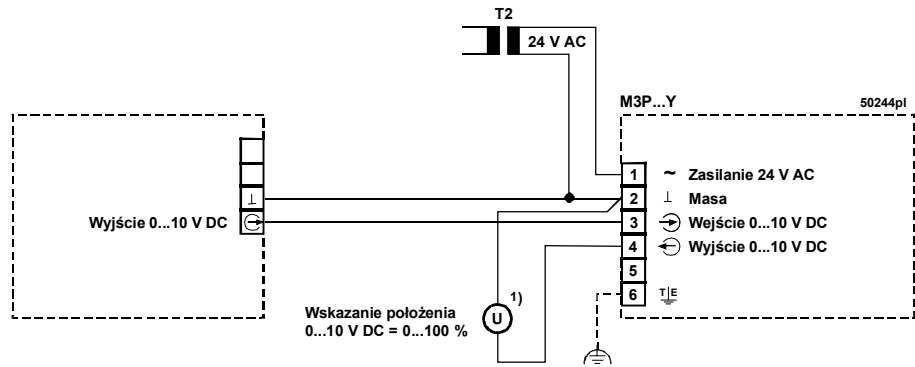 T2
24 V AC
M3P...Y
50244pl
1 ~ Zasilanie 24 V AC
⊥ 2 ⊥ Masa
Wyjście 0...10 V DC 3 Wejście 0...10 V DC
4 Wyjście 0...10 V DC
5
6 T E
Wskazanie położenia
0...10 V DC = 0...100 %
U 1)